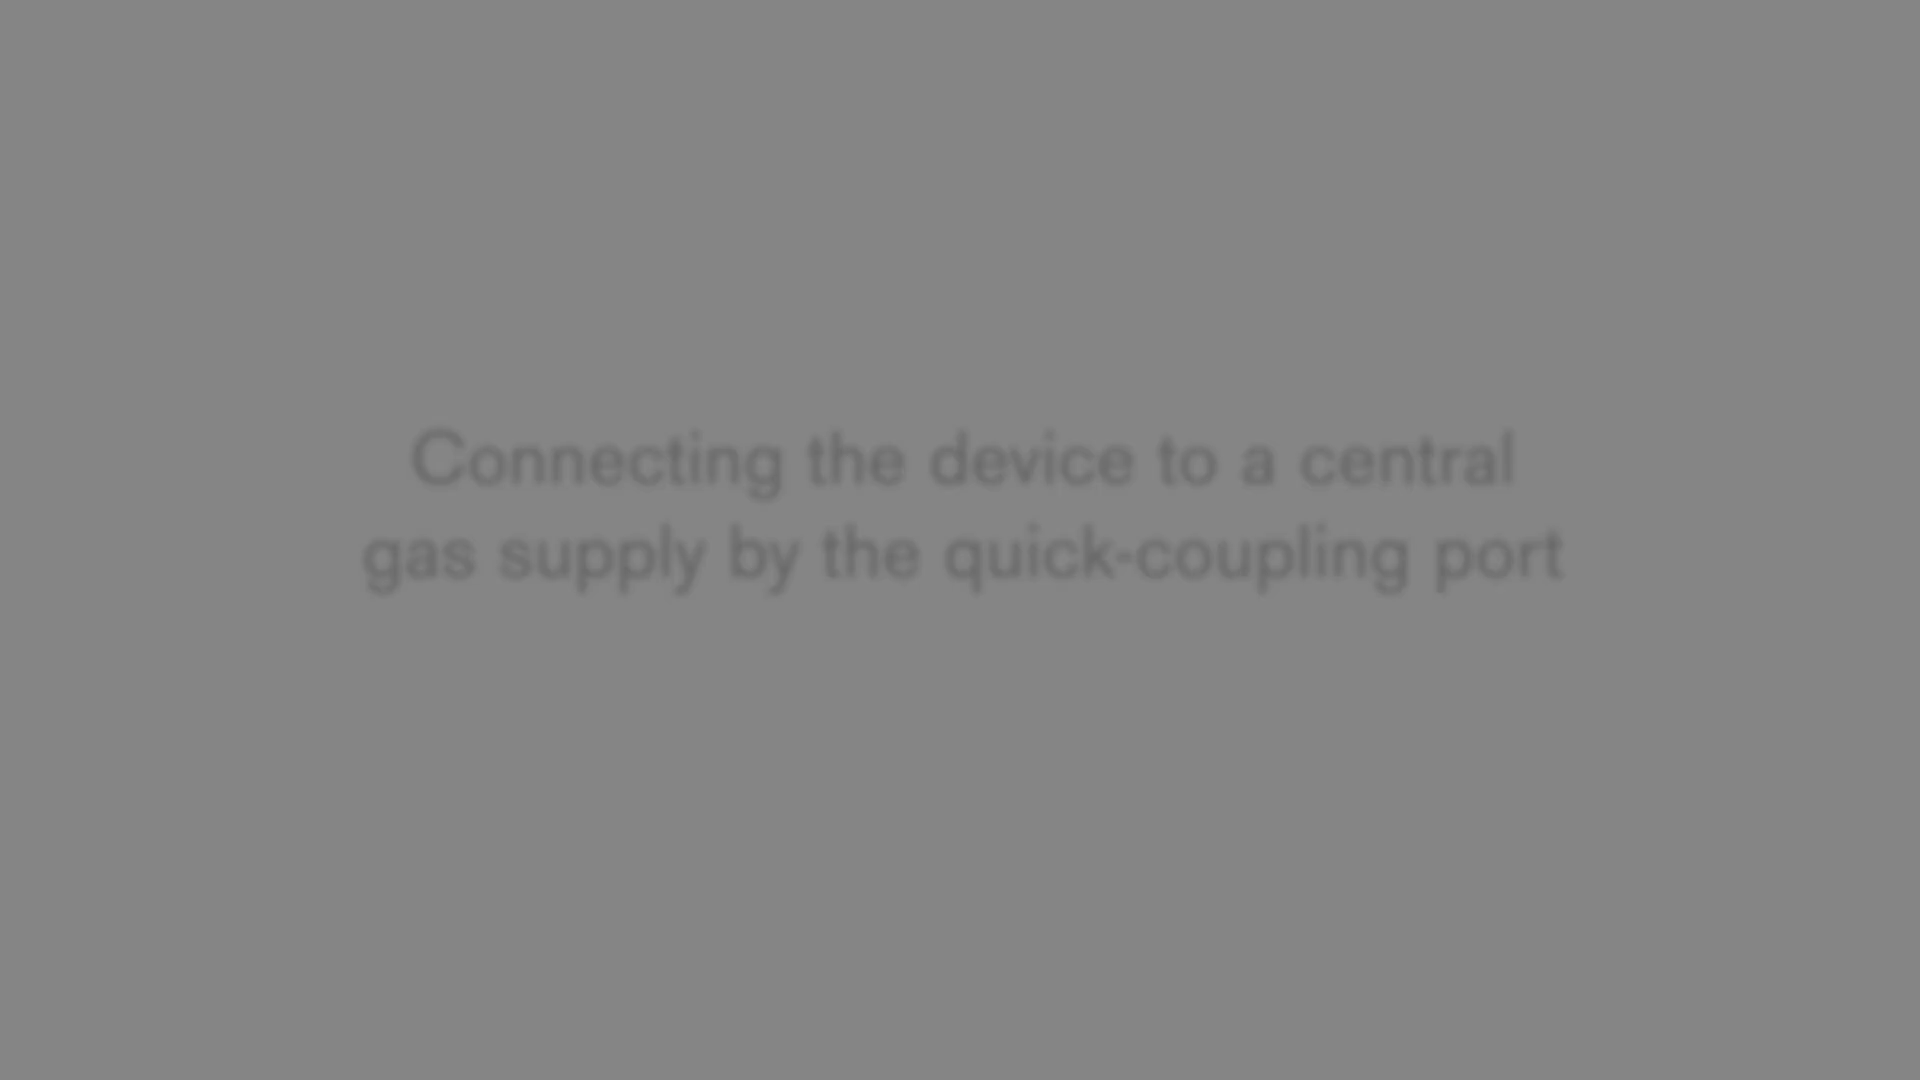 Connecting the device to a central
gas supply by the quick-coupling port